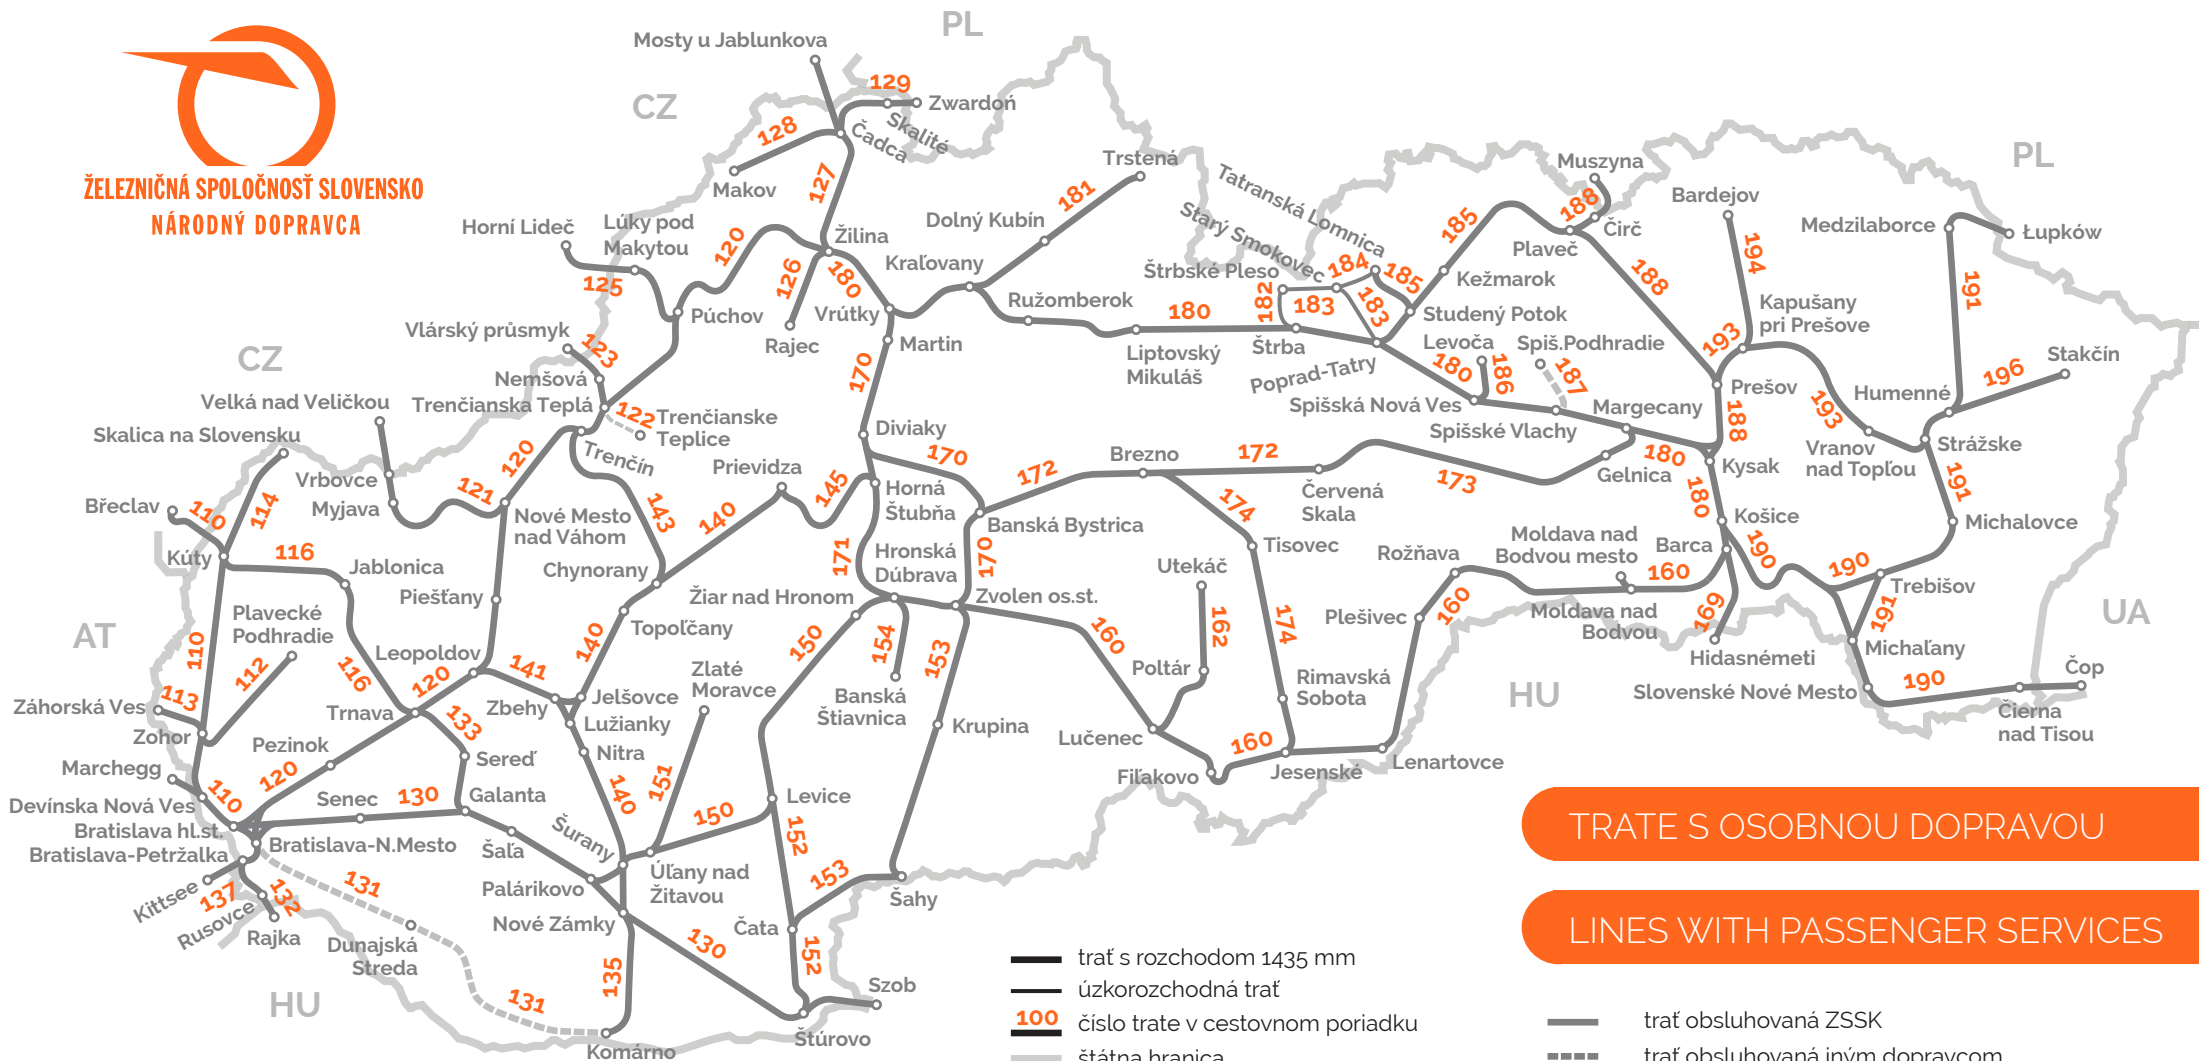 ŽELEZNIČNÁ SPOLOČNOSŤ SLOVENSKO
NÁRODNÝ DOPRAVCA
PL
CZ
PL
CZ
AT
HU
HU
UA
Mosty u Jablunkova
129
Zwardoń
Skalité
128
Čadca
Makov
127
Trstená
181
Dolný Kubín
Horní Lideč
Lúky pod
Makytou
120
Žilina
125
126
180
Kraľovany
Púchov
Vrútky
Rajec
Martin
Ružomberok
180
Liptovský
Mikuláš
Tatranská Lomnica
Starý Smokovec
Štrbské Pleso
184
185
182
183
183
Štrba
Poprad-Tatry
185
Kežmarok
Studený Potok
Muszyna
188
Čirč
Plaveč
188
Bardejov
194
Kapušany
pri Prešove
193
Prešov
188
193
Medzilaborce
Łupków
191
Stakčín
196
Humenné
Strážske
Vranov
nad Topľou
191
Michalovce
Levoča
Spiš.Podhradie
180
186
187
Spišská Nová Ves
Margecany
Spišské Vlachy
180
Gelnica
Kysak
180
Košice
Vlárský průsmyk
123
Nemšová
Trenčianska Teplá
122
Trenčianske
Teplice
Velká nad Veličkou
Skalica na Slovensku
Trenčín
120
Vrbovce
121
Myjava
Nové Mesto
nad Váhom
143
Prievidza
145
140
170
Diviaky
170
Horná
Štubňa
171
Hronská
Dúbrava
170
Banská Bystrica
172
Brezno
172
Červená
Skala
173
174
Tisovec
174
Břeclav
110
114
Kúty
116
Jablonica
Piešťany
Chynorany
Plavecké
Podhradie
112
110
116
Leopoldov
120
141
140
Topoľčany
Žiar nad Hronom
150
154
Banská
Štiavnica
Zvolen os.st.
153
160
Krupina
Utekáč
162
Poltár
Lučenec
Fiľakovo
160
Jesenské
Rimavská
Sobota
Lenartovce
Plešivec
160
Rožňava
Moldava nad
Bodvou mesto
160
Moldava nad
Bodvou
Barca
169
Hidasnémeti
190
190
Trebišov
191
Michaľany
Slovenské Nové Mesto
190
Čierna
nad Tisou
Čop
Záhorská Ves
113
Zohor
Trnava
133
Zbehy
Jelšovce
Lužianky
Nitra
Zlaté
Moravce
Pezinok
120
Sereď
Marchegg
Devínska Nová Ves
110
Senec
130
Galanta
Bratislava hl.st.
Bratislava-N.Mesto
Bratislava-Petržalka
Šaľa
Šurany
140
151
150
Levice
152
153
Šahy
Úľany nad
Žitavou
Palárikovo
Nové Zámky
Čata
152
130
135
Kittsee
137
Rusovce
132
Rajka
131
Dunajská
Streda
131
Komárno
Štúrovo
Szob
TRATE S OSOBNOU DOPRAVOU
LINES WITH PASSENGER SERVICES
trať s rozchodom 1435 mm
úzkorozchodná trať
100 číslo trate v cestovnom poriadku
štátna hranica
trať obsluhovaná ZSSK
trať obsluhovaná iným dopravcom